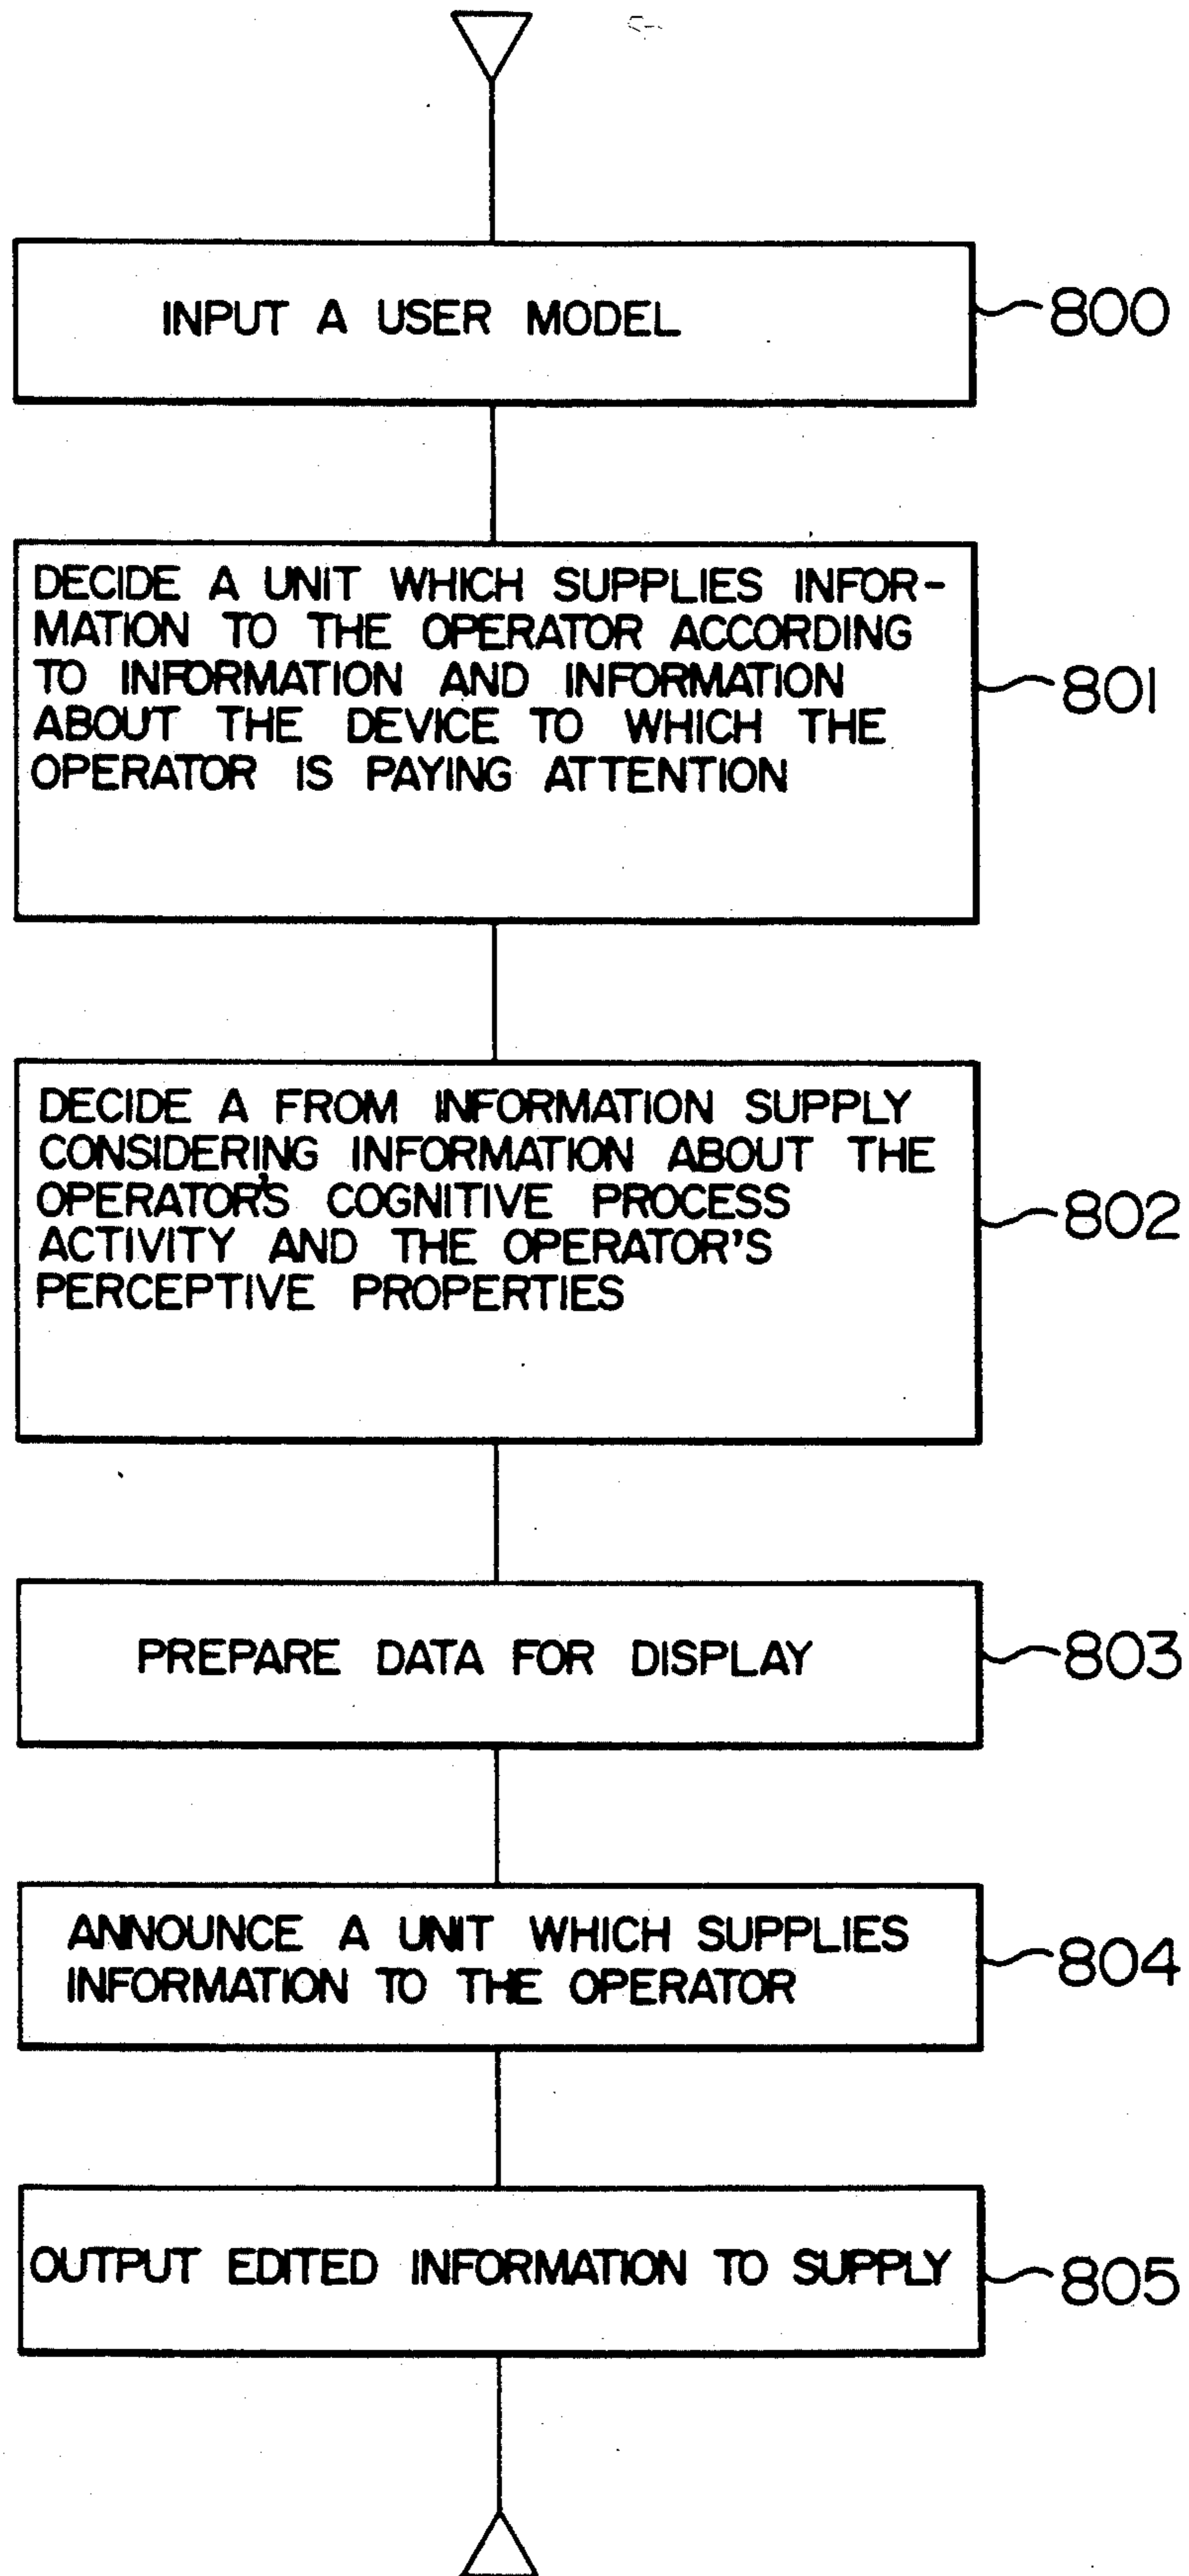 INPUT A USER MODEL
800
DECIDE A UNIT WHICH SUPPLIES INFOR-
MATION TO THE OPERATOR ACCORDING
TO INFORMATION AND INFORMATION
ABOUT THE DEVICE TO WHICH THE
OPERATOR IS PAYING ATTENTION
801
DECIDE A FROM INFORMATION SUPPLY
CONSIDERING INFORMATION ABOUT THE
OPERATOR'S COGNITIVE PROCESS
ACTIVITY AND THE OPERATOR'S
PERCEPTIVE PROPERTIES
802
PREPARE DATA FOR DISPLAY
803
ANNOUNCE A UNIT WHICH SUPPLIES
INFORMATION TO THE OPERATOR
804
OUTPUT EDITED INFORMATION TO SUPPLY
805